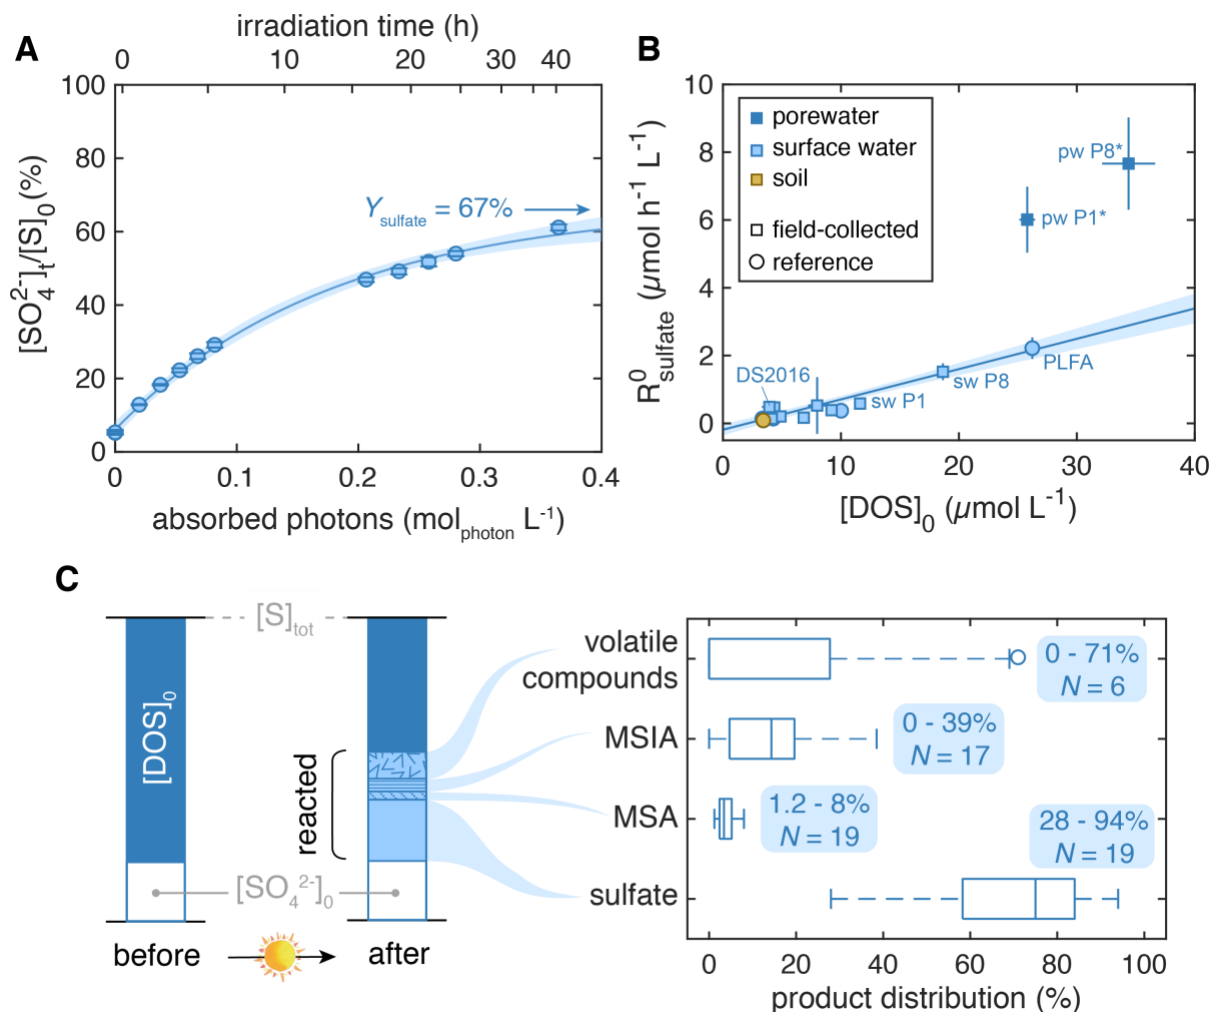 A
irradiation time (h)
0 10 20 30 40
100
80
60
40
20
0
[SO₄²⁻]ₜ/[S]₀(%)
Y_sulfate = 67%
0 0.1 0.2 0.3 0.4
absorbed photons (mol_photon L⁻¹)
B
10
8
6
4
2
0
R⁰_sulfate (µmol h⁻¹ L⁻¹)
porewater
surface water
soil
field-collected
reference
pw P8*
pw P1*
DS2016
sw P1
sw P8
PLFA
0 10 20 30 40
[DOS]₀ (µmol L⁻¹)
C
[S]tot
[DOS]₀
reacted
[SO₄²⁻]₀
before
after
volatile
compounds
0 - 71%
N = 6
MSIA
0 - 39%
N = 17
MSA
1.2 - 8%
N = 19
28 - 94%
N = 19
sulfate
0 20 40 60 80 100
product distribution (%)